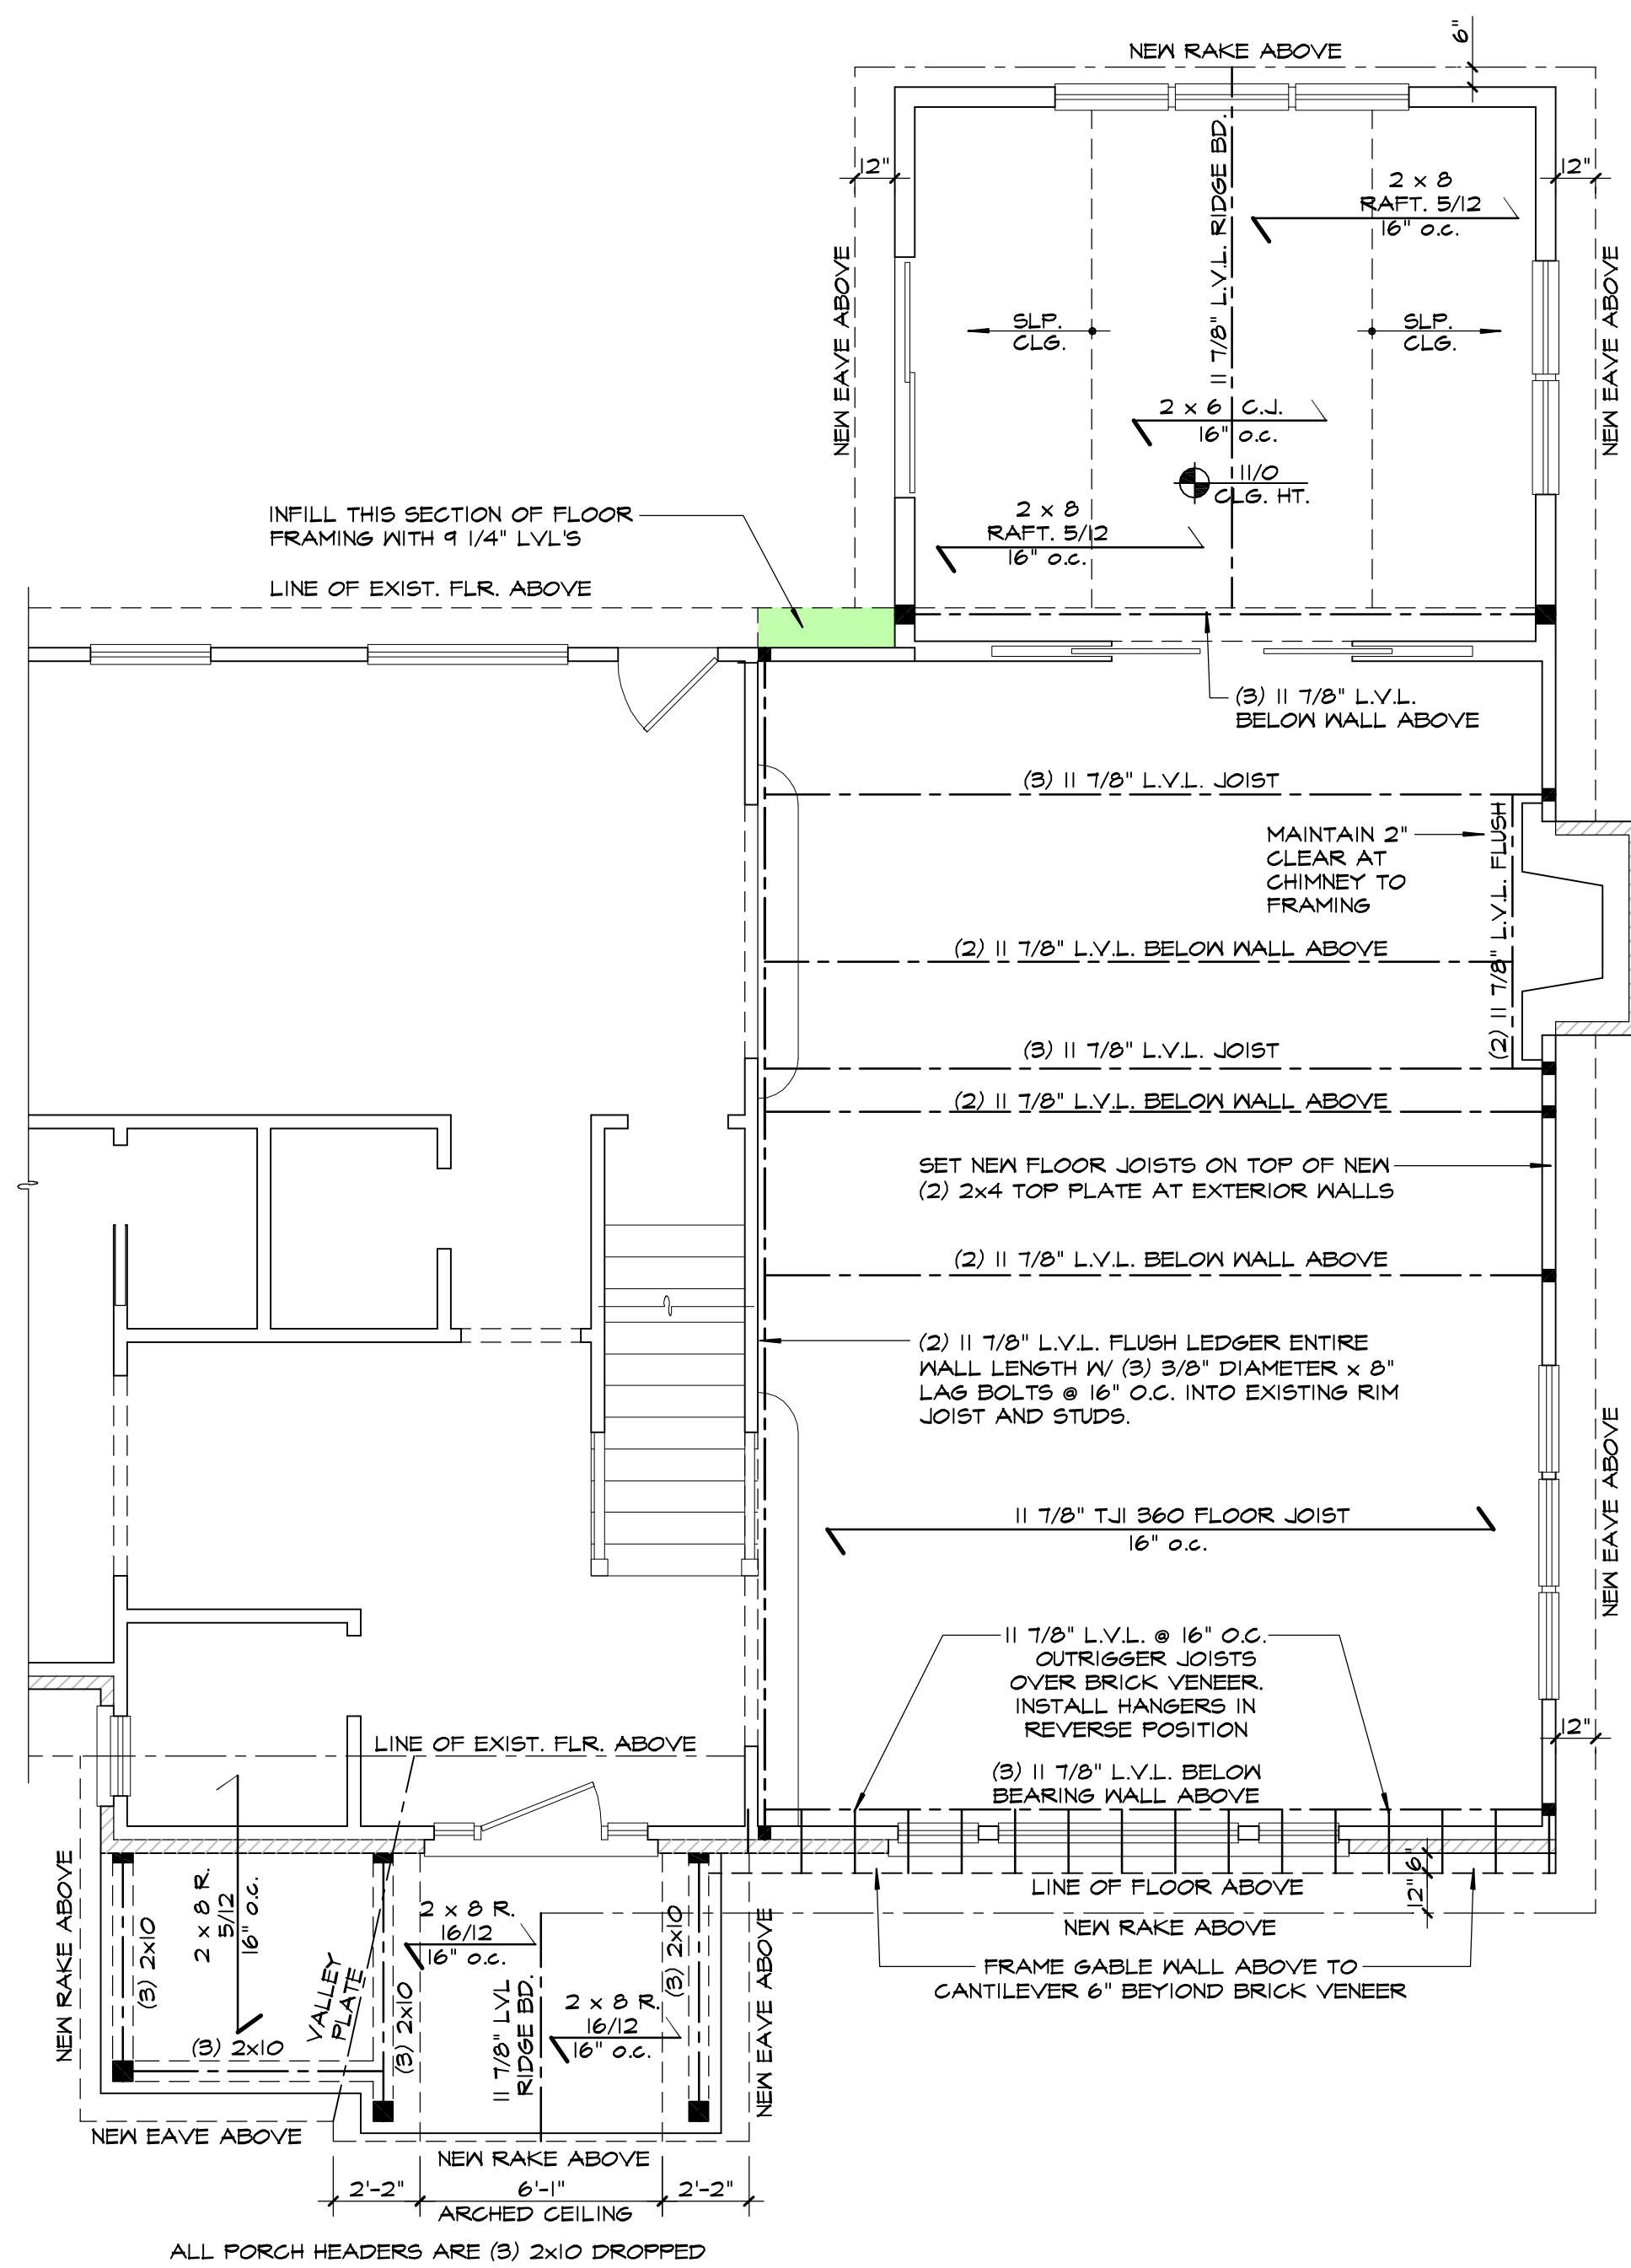 NEW RAKE ABOVE
6"
12"
12"
NEW EAVE ABOVE
11 7/8" L.V.L. RIDGE BD.
2 x 8
RAFT. 5/12
16" o.c.
NEW EAVE ABOVE
SLP.
CLG.
SLP.
CLG.
2 x 6 C.J.
16" o.c.
11/0
CLG. HT.
2 x 8
RAFT. 5/12
16" o.c.
INFILL THIS SECTION OF FLOOR
FRAMING WITH 9 1/4" LVL'S
LINE OF EXIST. FLR. ABOVE
(3) 11 7/8" L.V.L.
BELOW WALL ABOVE
(3) 11 7/8" L.V.L. JOIST
MAINTAIN 2"
CLEAR AT
CHIMNEY TO
FRAMING
(2) 11 7/8" L.V.L. FLUSH
(2) 11 7/8" L.V.L. BELOW WALL ABOVE
(3) 11 7/8" L.V.L. JOIST
(2) 11 7/8" L.V.L. BELOW WALL ABOVE
SET NEW FLOOR JOISTS ON TOP OF NEW
(2) 2x4 TOP PLATE AT EXTERIOR WALLS
(2) 11 7/8" L.V.L. BELOW WALL ABOVE
(2) 11 7/8" L.V.L. FLUSH LEDGER ENTIRE
WALL LENGTH W/ (3) 3/8" DIAMETER x 8"
LAG BOLTS @ 16" O.C. INTO EXISTING RIM
JOIST AND STUDS.
NEW EAVE ABOVE
11 7/8" TJI 360 FLOOR JOIST
16" o.c.
11 7/8" L.V.L. @ 16" O.C.
OUTRIGGER JOISTS
OVER BRICK VENEER.
INSTALL HANGERS IN
REVERSE POSITION
12"
LINE OF EXIST. FLR. ABOVE
(3) 11 7/8" L.V.L. BELOW
BEARING WALL ABOVE
6"
12"
LINE OF FLOOR ABOVE
NEW RAKE ABOVE
FRAME GABLE WALL ABOVE TO
CANTILEVER 6" BEYIOND BRICK VENEER
NEW RAKE ABOVE
(3) 2x10
2 x 8 R.
5/12
16" o.c.
(3) 2x10
VALLEY
PLATE
(3) 2x10
2 x 8 R.
16/12
16" o.c.
11 7/8" LVL
RIDGE BD.
2 x 8 R.
16/12
16" o.c.
(3) 2x10
NEW EAVE ABOVE
NEW EAVE ABOVE
NEW RAKE ABOVE
2'-2"
6'-1"
2'-2"
ARCHED CEILING
ALL PORCH HEADERS ARE (3) 2x10 DROPPED